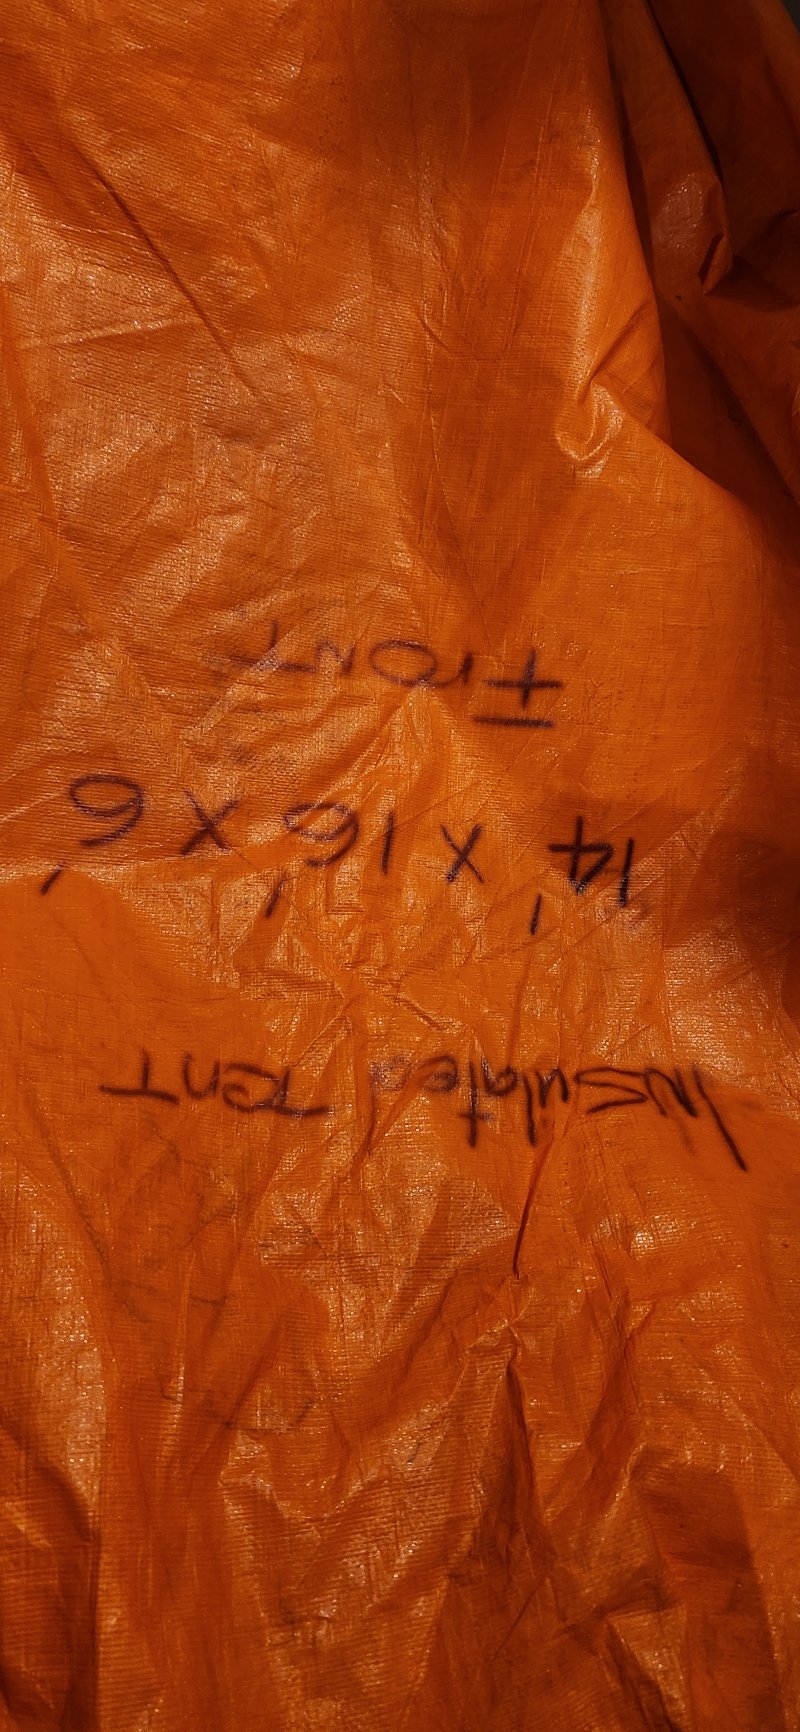 Insulated Tent
14' x 16' x 6'
Front